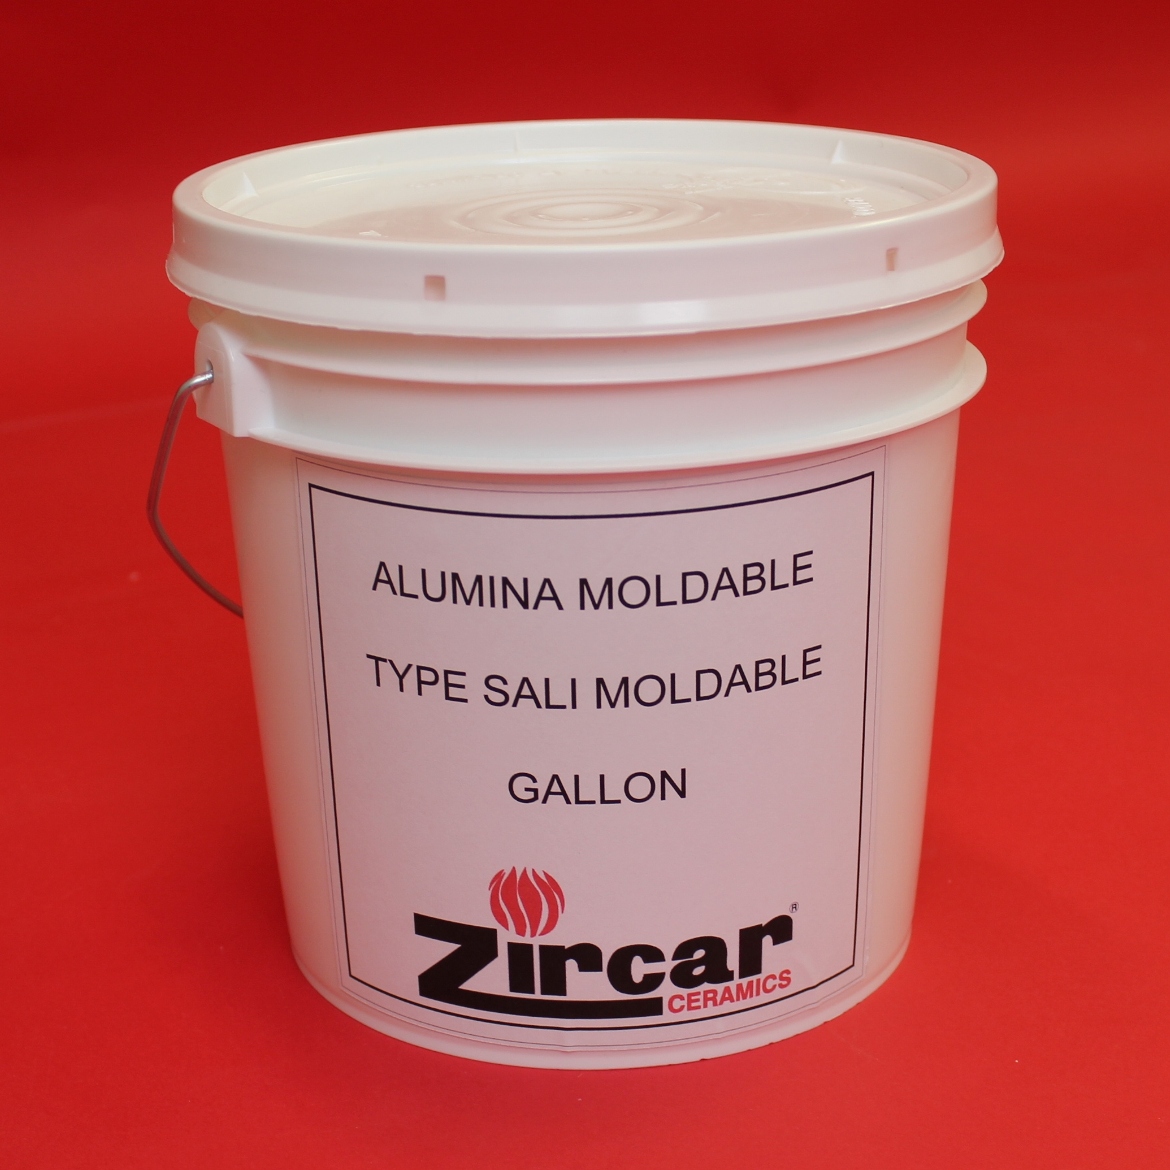 ALUMINA MOLDABLE
TYPE SALI MOLDABLE
GALLON
Zircar®
CERAMICS